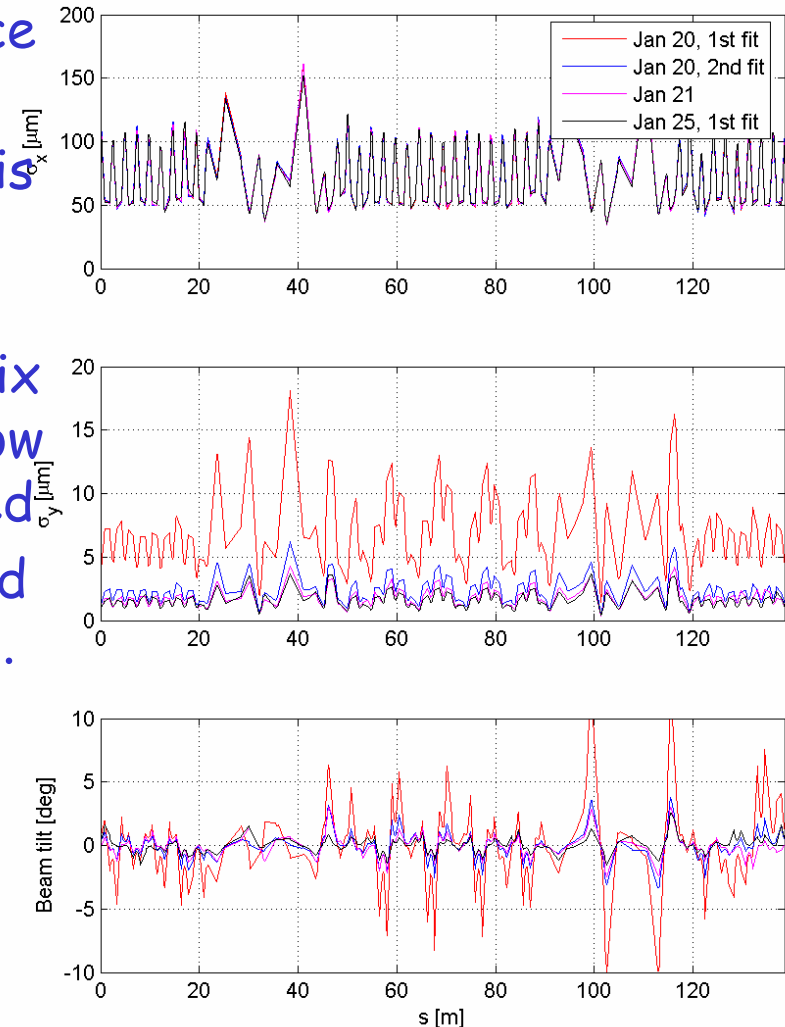 ce
is
ix
ow
ed
d
.
200
150
100
50
0
σx [μm]
Jan 20, 1st fit
Jan 20, 2nd fit
Jan 21
Jan 25, 1st fit
0 20 40 60 80 100 120
20
15
10
5
0
σy [μm]
0 20 40 60 80 100 120
10
5
0
-5
-10
Beam tilt [deg]
0 20 40 60 80 100 120
s [m]